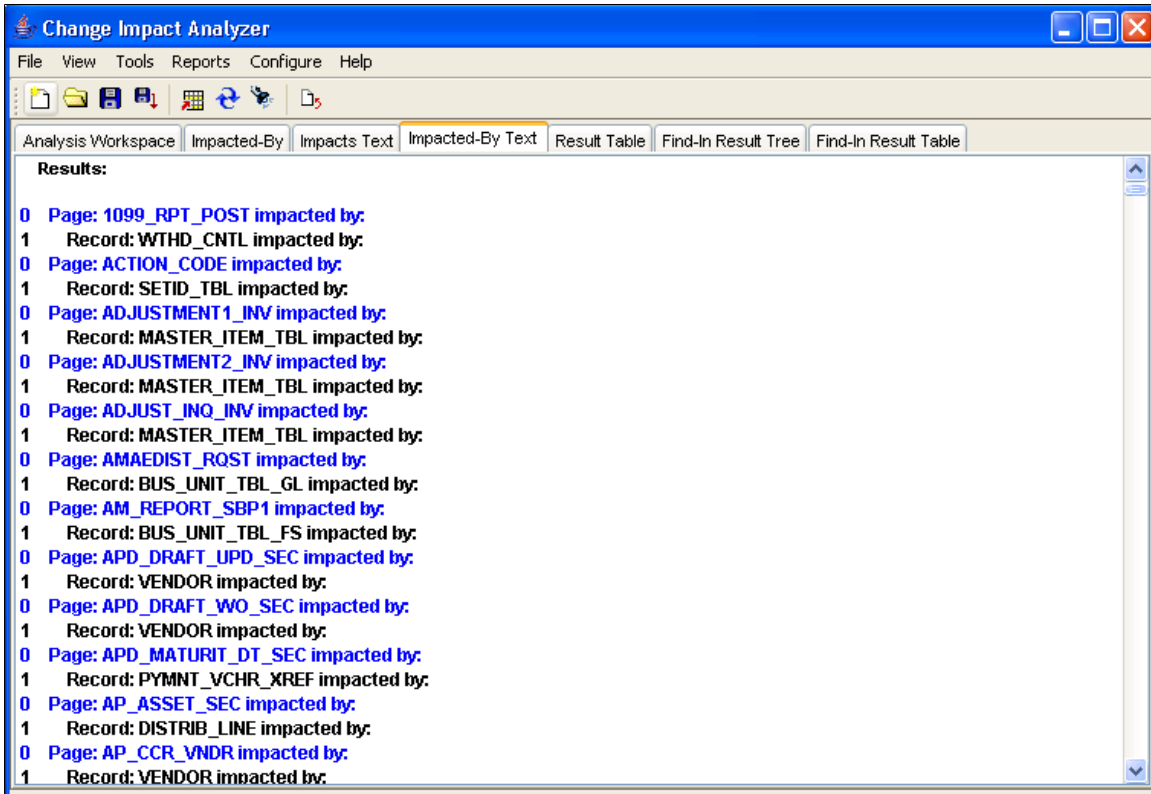 Change Impact Analyzer
File View Tools Reports Configure Help
Analysis Workspace Impacted-By Impacts Text Impacted-By Text Result Table Find-In Result Tree Find-In Result Table
Results:
0 Page: 1099_RPT_POST impacted by:
1 Record: WTHD_CNTL impacted by:
0 Page: ACTION_CODE impacted by:
1 Record: SETID_TBL impacted by:
0 Page: ADJUSTMENT1_INV impacted by:
1 Record: MASTER_ITEM_TBL impacted by:
0 Page: ADJUSTMENT2_INV impacted by:
1 Record: MASTER_ITEM_TBL impacted by:
0 Page: ADJUST_INQ_INV impacted by:
1 Record: MASTER_ITEM_TBL impacted by:
0 Page: AMAEDIST_RQST impacted by:
1 Record: BUS_UNIT_TBL_GL impacted by:
0 Page: AM_REPORT_SBP1 impacted by:
1 Record: BUS_UNIT_TBL_FS impacted by:
0 Page: APD_DRAFT_UPD_SEC impacted by:
1 Record: VENDOR impacted by:
0 Page: APD_DRAFT_WO_SEC impacted by:
1 Record: VENDOR impacted by:
0 Page: APD_MATURIT_DT_SEC impacted by:
1 Record: PYMNT_VCHR_XREF impacted by:
0 Page: AP_ASSET_SEC impacted by:
1 Record: DISTRIB_LINE impacted by:
0 Page: AP_CCR_VNDR impacted by:
1 Record: VENDOR impacted by: